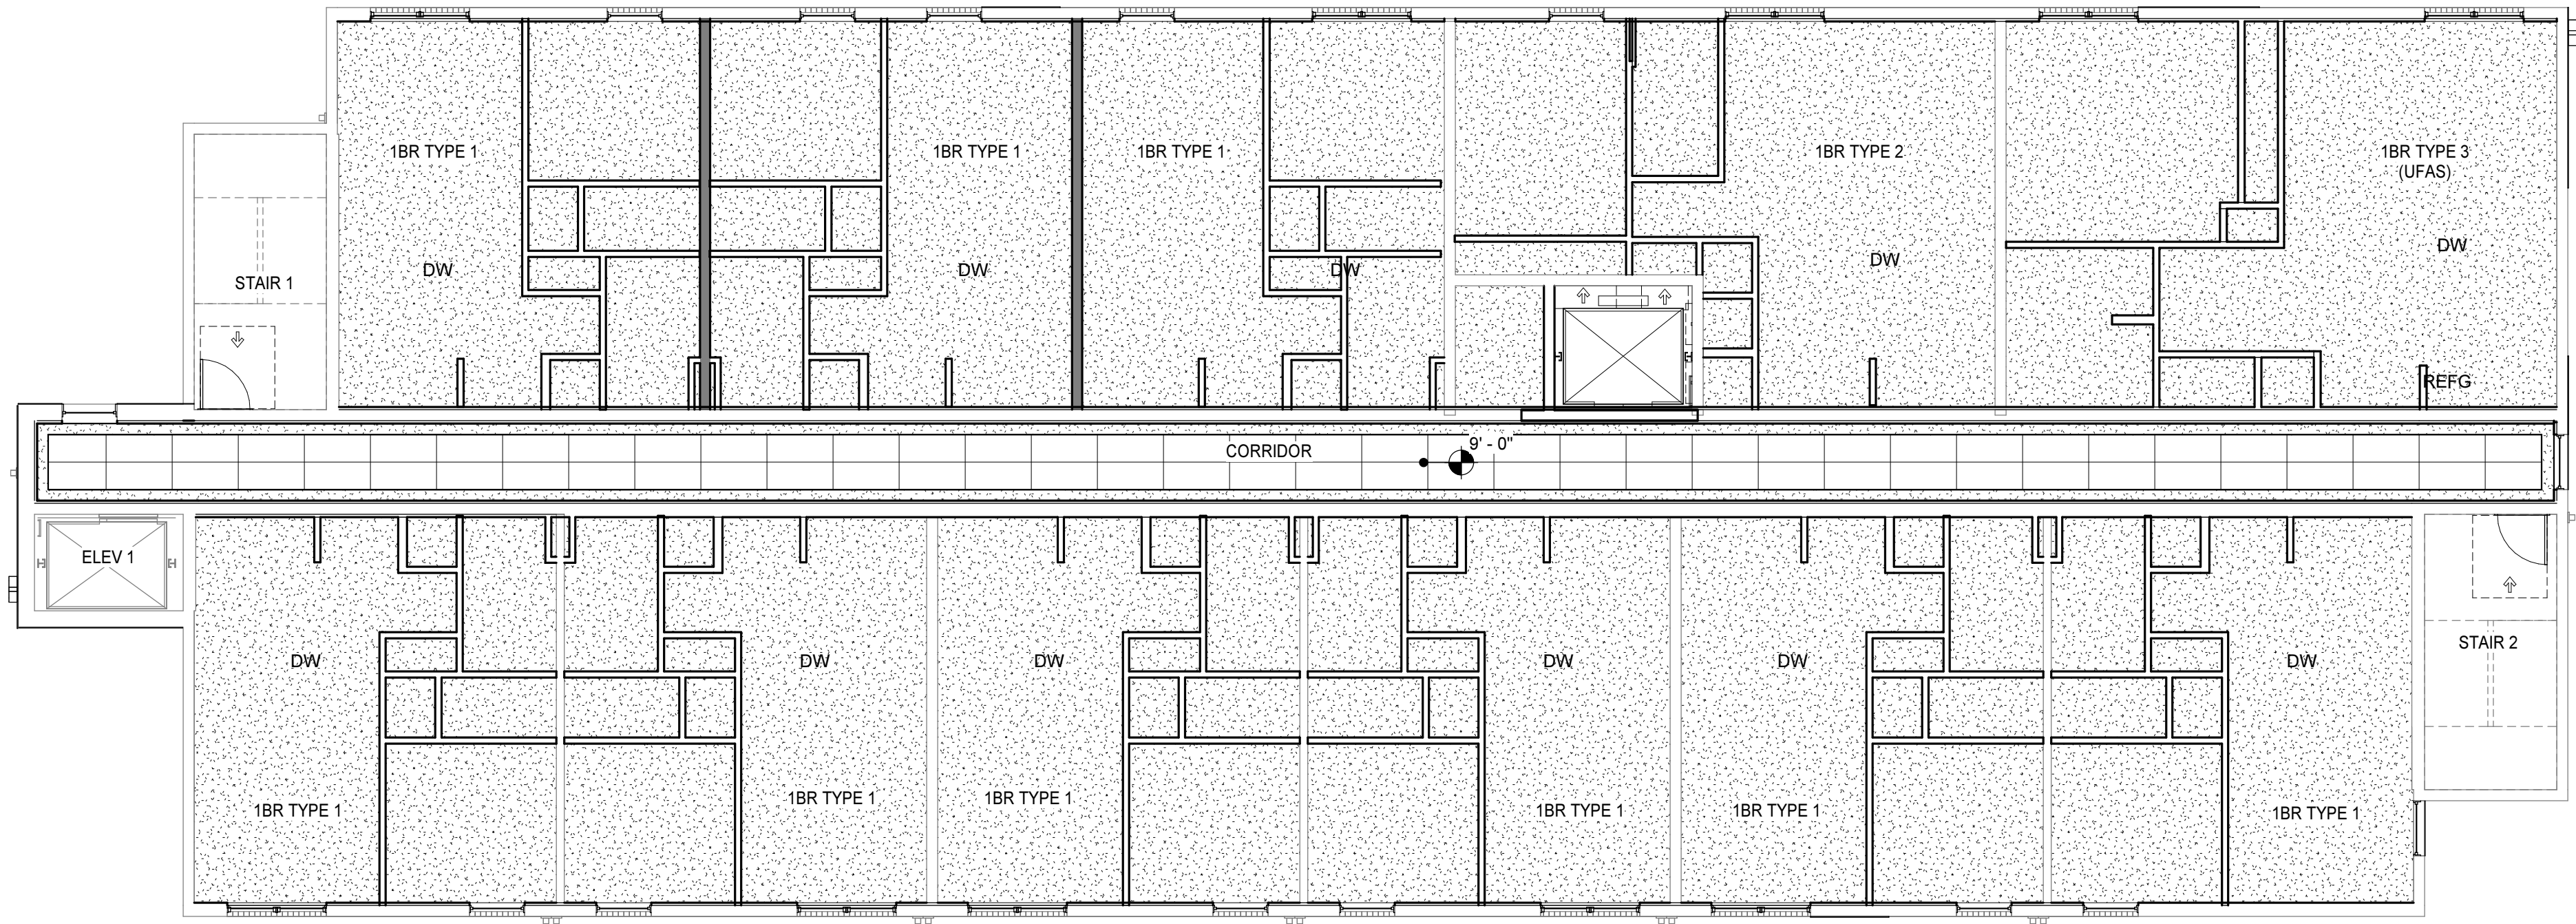 1BR TYPE 1
1BR TYPE 1
1BR TYPE 1
1BR TYPE 2
1BR TYPE 3
(UFAS)
DW
DW
DW
DW
DW
STAIR 1
REFG
CORRIDOR
9' - 0"
ELEV 1
DW
DW
DW
DW
DW
DW
STAIR 2
1BR TYPE 1
1BR TYPE 1
1BR TYPE 1
1BR TYPE 1
1BR TYPE 1
1BR TYPE 1